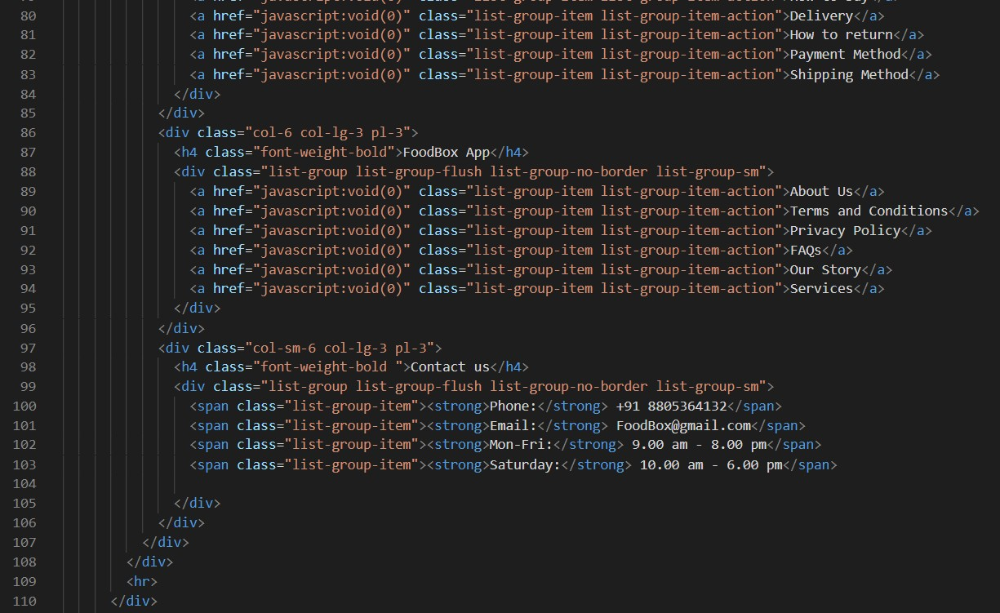 80 <a href="javascript:void(0)" class="list-group-item list-group-item-action">Delivery</a>
81 <a href="javascript:void(0)" class="list-group-item list-group-item-action">How to return</a>
82 <a href="javascript:void(0)" class="list-group-item list-group-item-action">Payment Method</a>
83 <a href="javascript:void(0)" class="list-group-item list-group-item-action">Shipping Method</a>
84 </div>
85 </div>
86 <div class="col-6 col-lg-3 pl-3">
87 <h4 class="font-weight-bold">FoodBox App</h4>
88 <div class="list-group list-group-flush list-group-no-border list-group-sm">
89 <a href="javascript:void(0)" class="list-group-item list-group-item-action">About Us</a>
90 <a href="javascript:void(0)" class="list-group-item list-group-item-action">Terms and Conditions</a>
91 <a href="javascript:void(0)" class="list-group-item list-group-item-action">Privacy Policy</a>
92 <a href="javascript:void(0)" class="list-group-item list-group-item-action">FAQs</a>
93 <a href="javascript:void(0)" class="list-group-item list-group-item-action">Our Story</a>
94 <a href="javascript:void(0)" class="list-group-item list-group-item-action">Services</a>
95 </div>
96 </div>
97 <div class="col-sm-6 col-lg-3 pl-3">
98 <h4 class="font-weight-bold ">Contact us</h4>
99 <div class="list-group list-group-flush list-group-no-border list-group-sm">
100 <span class="list-group-item"><strong>Phone:</strong> +91 8805364132</span>
101 <span class="list-group-item"><strong>Email:</strong> FoodBox@gmail.com</span>
102 <span class="list-group-item"><strong>Mon-Fri:</strong> 9.00 am - 8.00 pm</span>
103 <span class="list-group-item"><strong>Saturday:</strong> 10.00 am - 6.00 pm</span>
104
105 </div>
106 </div>
107 </div>
108 </div>
109 <hr>
110 </div>